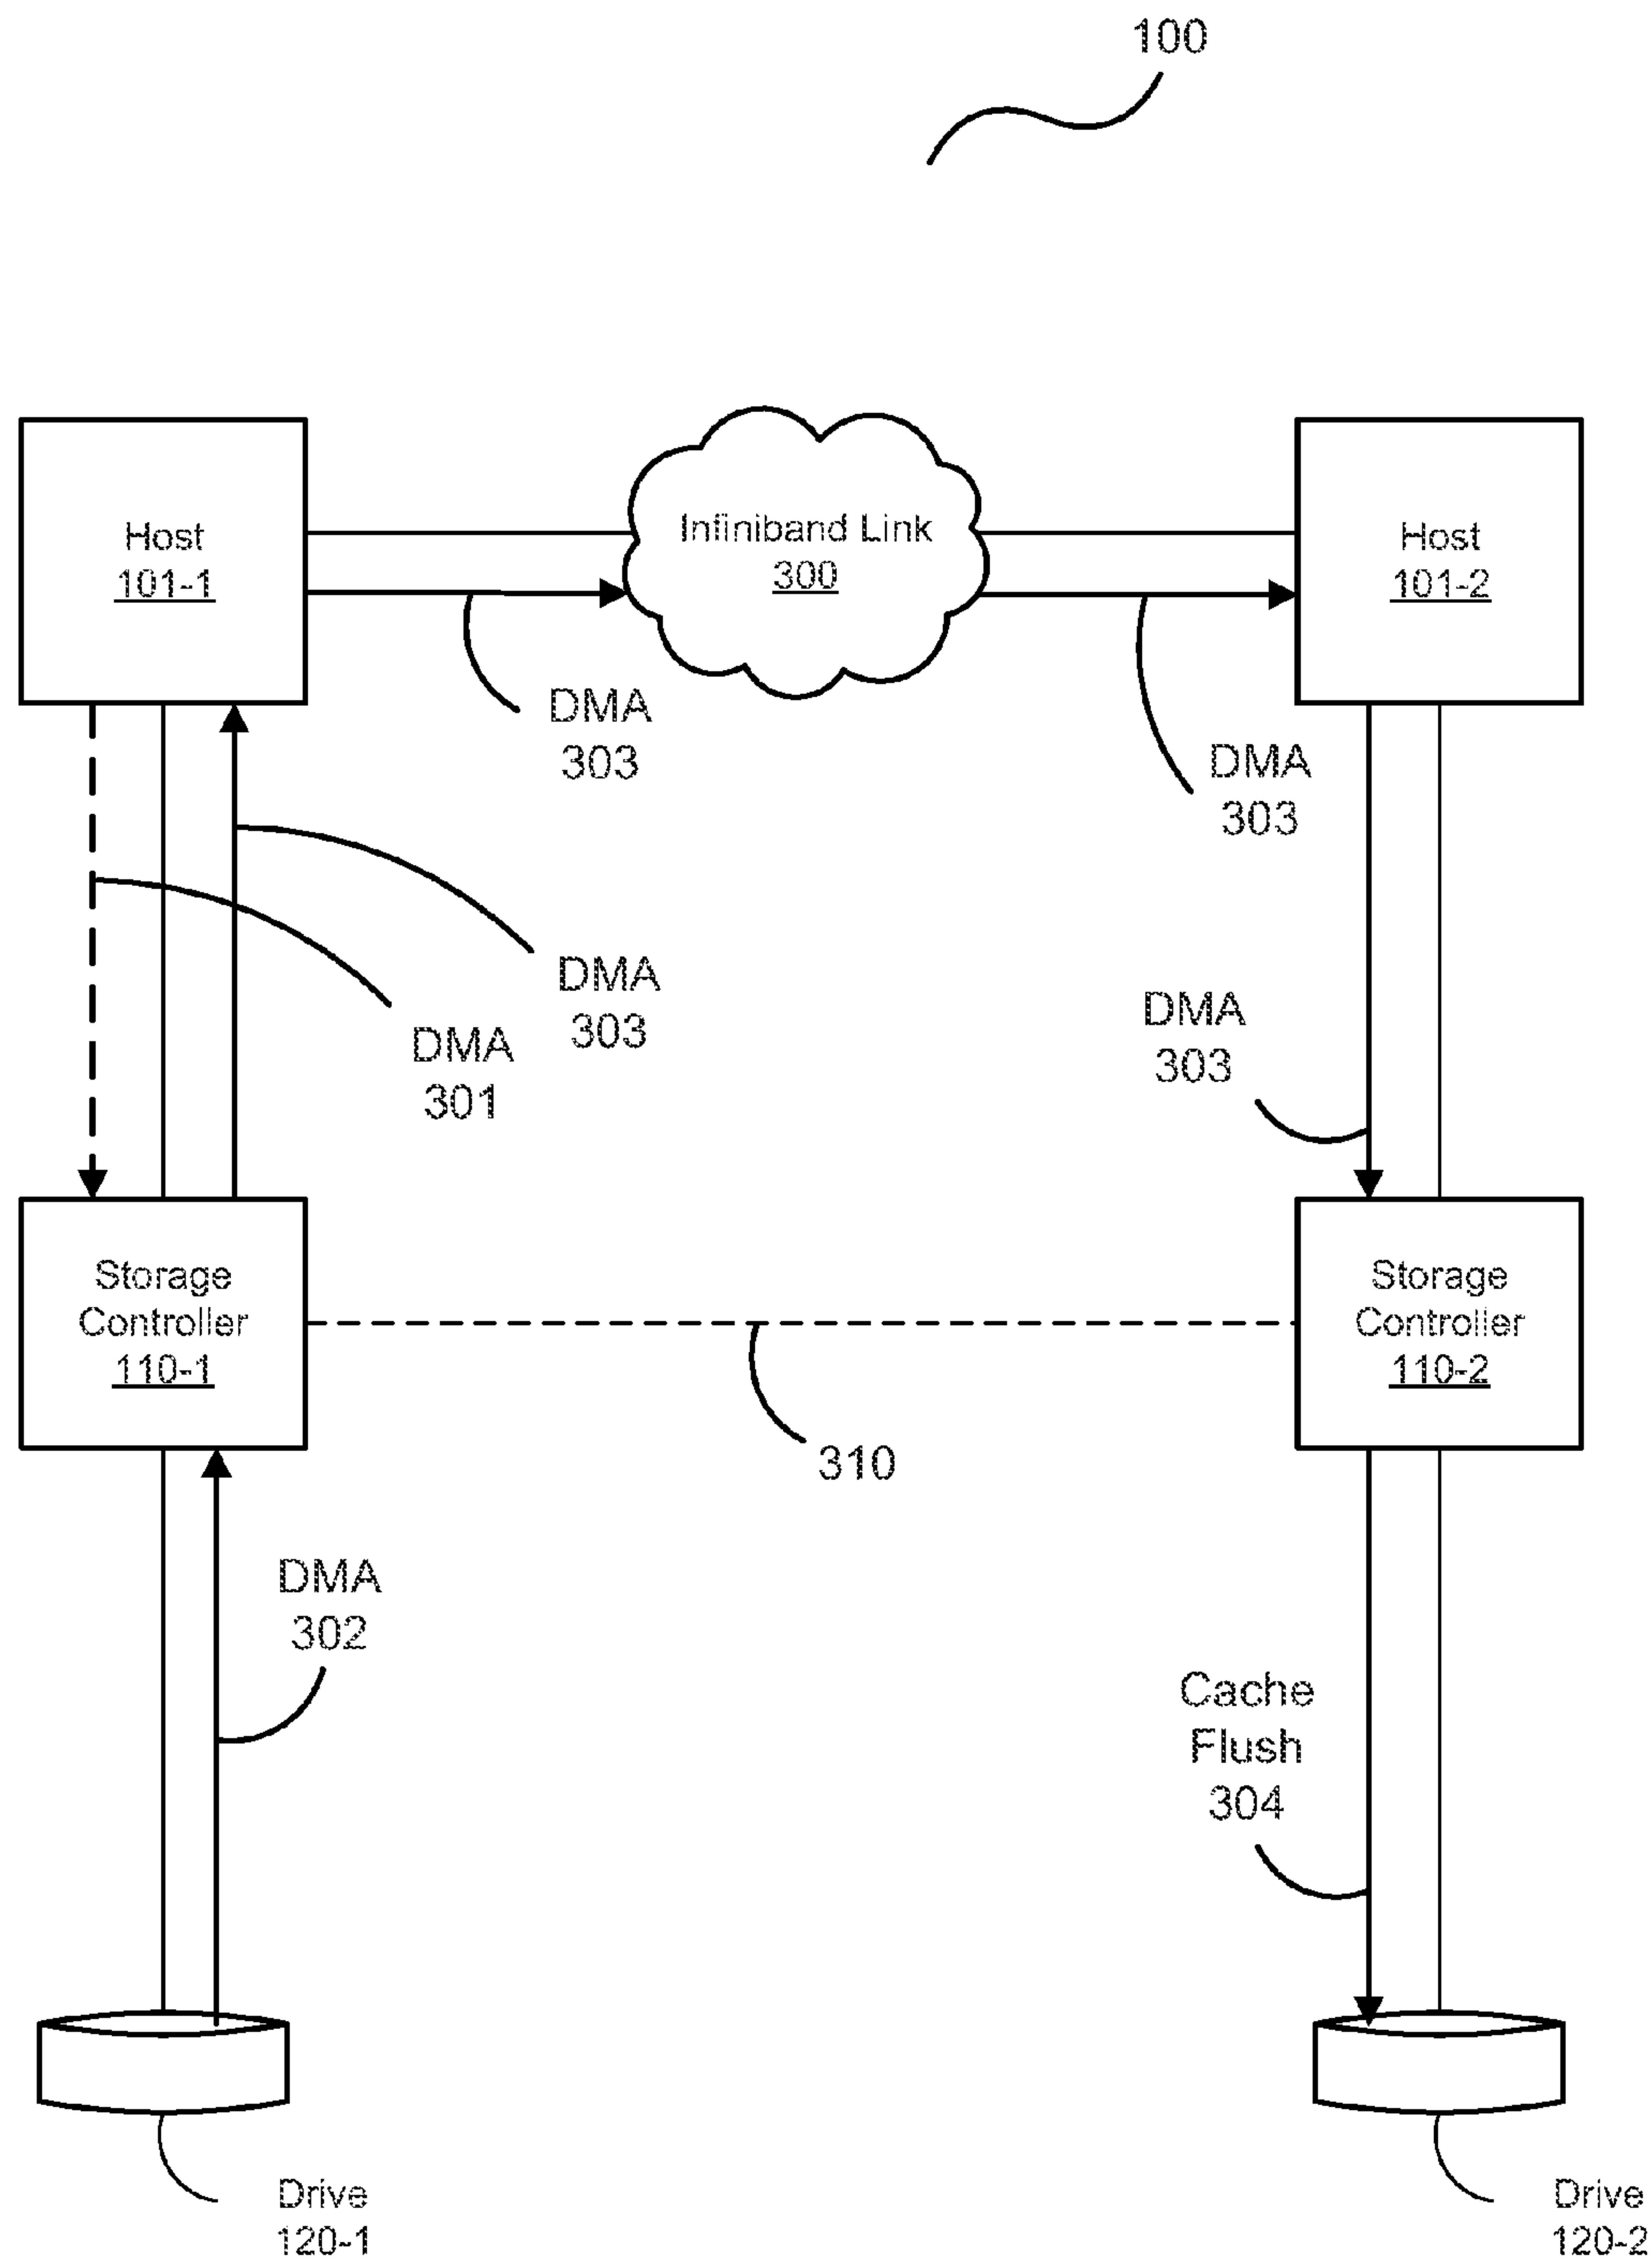 100
Host
101-1
Infiniband Link
300
Host
101-2
DMA
303
DMA
303
DMA
303
DMA
301
DMA
303
Storage
Controller
110-1
Storage
Controller
110-2
310
DMA
302
Cache
Flush
304
Drive
120-1
Drive
120-2